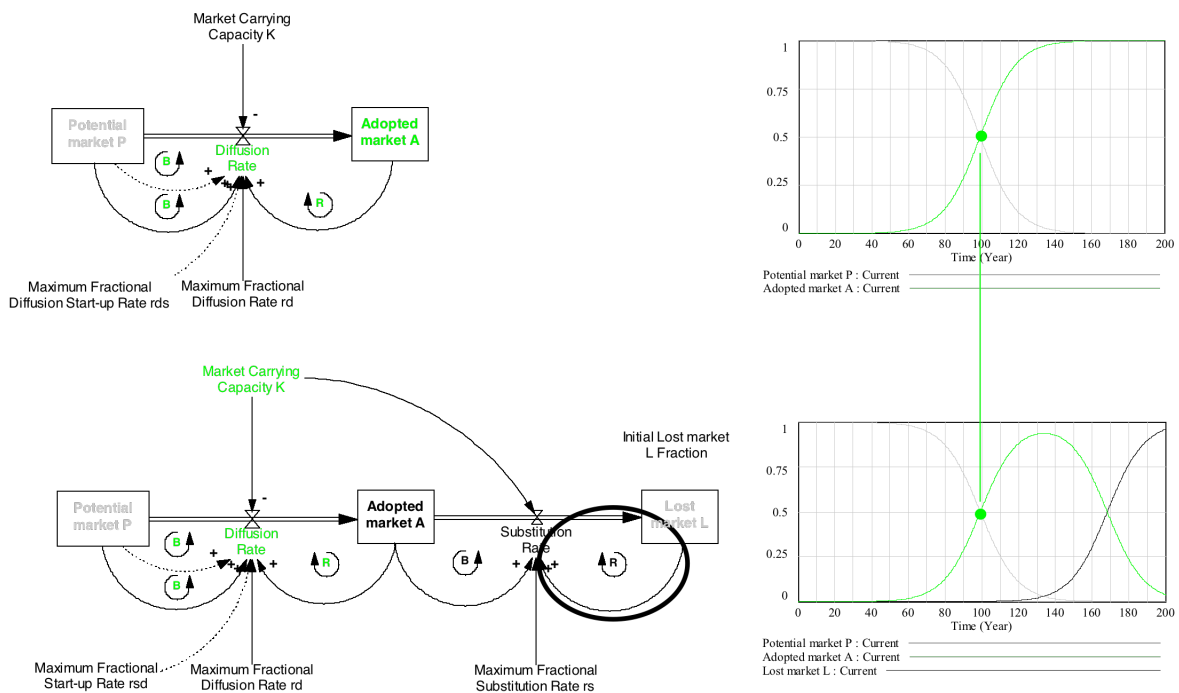 Market Carrying
Capacity K
-
Potential
market P
Adopted
market A
Diffusion
Rate
B
+
+
+
+
B
R
Maximum Fractional
Diffusion Start-up Rate rds
Maximum Fractional
Diffusion Rate rd
1
0.75
0.5
0.25
0
0 20 40 60 80 100 120 140 160 180 200
Time (Year)
Potential market P : Current
Adopted market A : Current
Market Carrying
Capacity K
Initial Lost market
L Fraction
-
Potential
market P
Adopted
market A
Lost
market L
Diffusion
Rate
Substitution
Rate
B
+
+
+
+
B
R
B
+
+
+
R
Maximum Fractional
Start-up Rate rsd
Maximum Fractional
Diffusion Rate rd
Maximum Fractional
Substitution Rate rs
1
0.75
0.5
0.25
0
0 20 40 60 80 100 120 140 160 180 200
Time (Year)
Potential market P : Current
Adopted market A : Current
Lost market L : Current